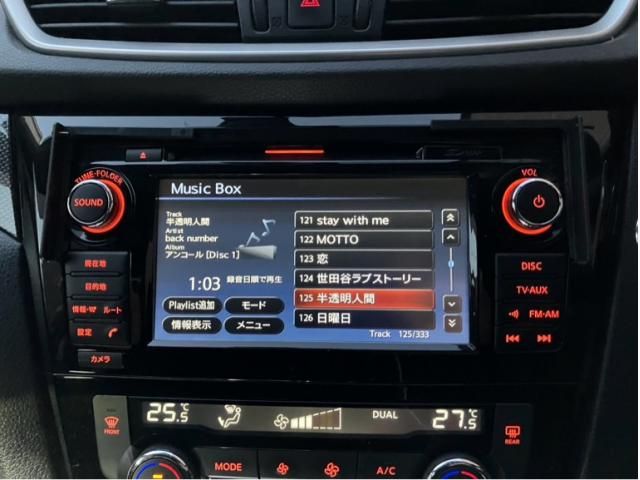 TUNE·FOLDER
SOUND
VOL
Music Box
Track
半透明人間
Artist
back number
Album
アンコール [Disc 1]
1:03 録音日順で再生
Playlist追加 モード
情報表示 メニュー
121 stay with me
122 MOTTO
123 恋
124 世田谷ラブストーリー
125 半透明人間
126 日曜日
Track 125/333
現在地
目的地
情報・VP ルート
設定
カメラ
DISC
TV·AUX
FM·AM
25.5°C
DUAL
27.5°C
FRONT
REAR
MODE
A/C